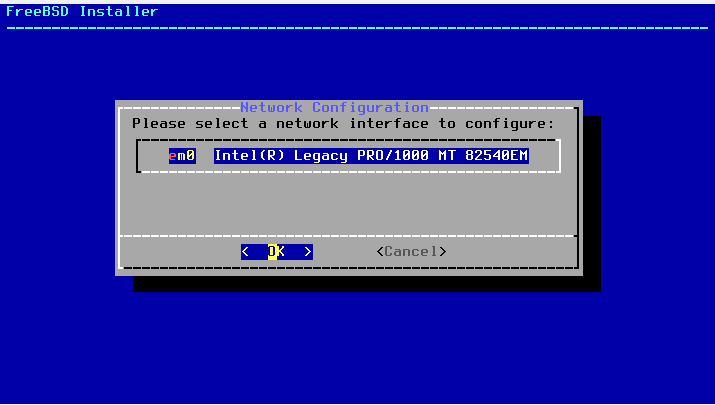 FreeBSD Installer
Network Configuration
Please select a network interface to configure:
em0 Intel(R) Legacy PRO/1000 MT 82540EM
< OK > <Cancel>